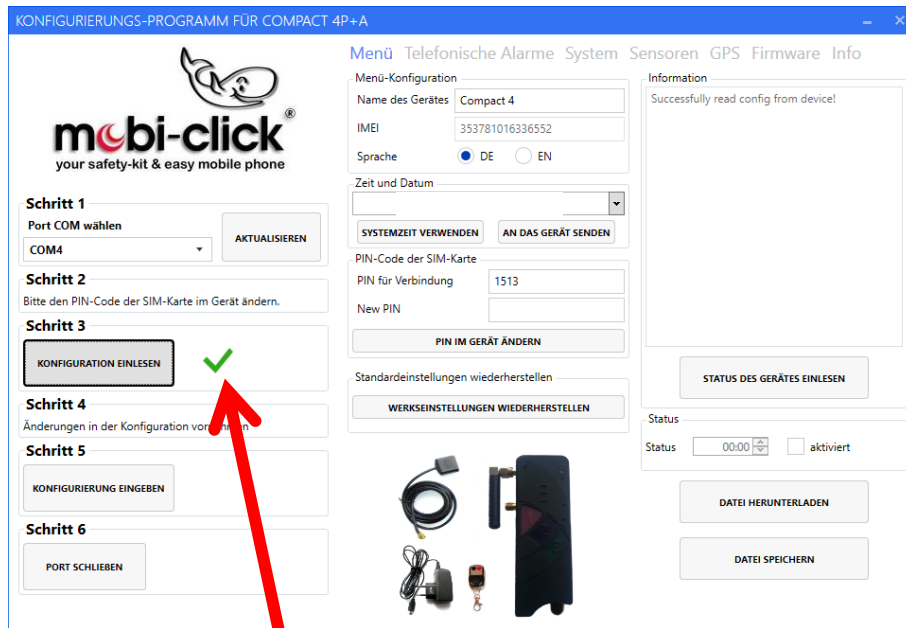 KONFIGURIERUNGS-PROGRAMM FÜR COMPACT 4P+A
mobi-click®
your safety-kit & easy mobile phone
Schritt 1
Port COM wählen
COM4
AKTUALISIEREN
Schritt 2
Bitte den PIN-Code der SIM-Karte im Gerät ändern.
Schritt 3
KONFIGURATION EINLESEN
Schritt 4
Änderungen in der Konfiguration
Schritt 5
KONFIGURIERUNG EINGEBEN
Schritt 6
PORT SCHLIEßEN
Menü Telefonische Alarme System Sensoren GPS Firmware Info
Menü-Konfiguration
Name des Gerätes Compact 4
IMEI 353781016336552
Sprache DE EN
Zeit und Datum
SYSTEMZEIT VERWENDEN AN DAS GERÄT SENDEN
PIN-Code der SIM-Karte
PIN für Verbindung 1513
New PIN
PIN IM GERÄT ÄNDERN
Standardeinstellungen wiederherstellen
WERKSEINSTELLUNGEN WIEDERHERSTELLEN
Information
Successfully read config from device!
STATUS DES GERÄTES EINLESEN
Status
Status 00:00 aktiviert
DATEI HERUNTERLADEN
DATEI SPEICHERN